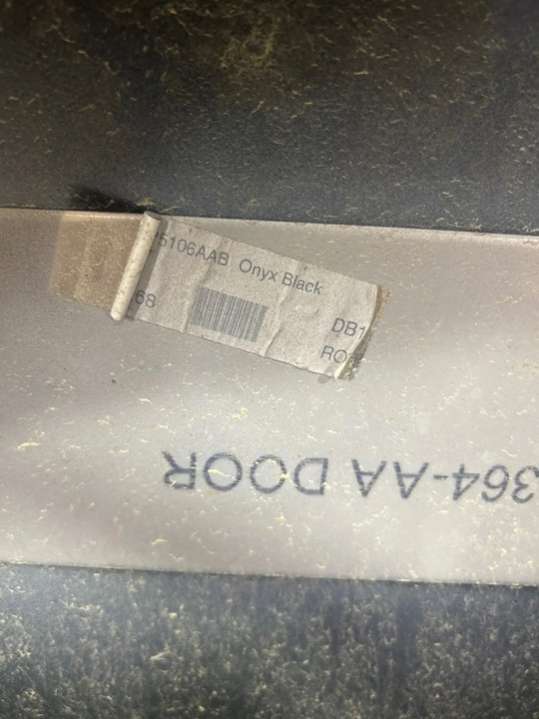 5106AAB Onyx Black
68
DB1
RO
364-AA DOOR